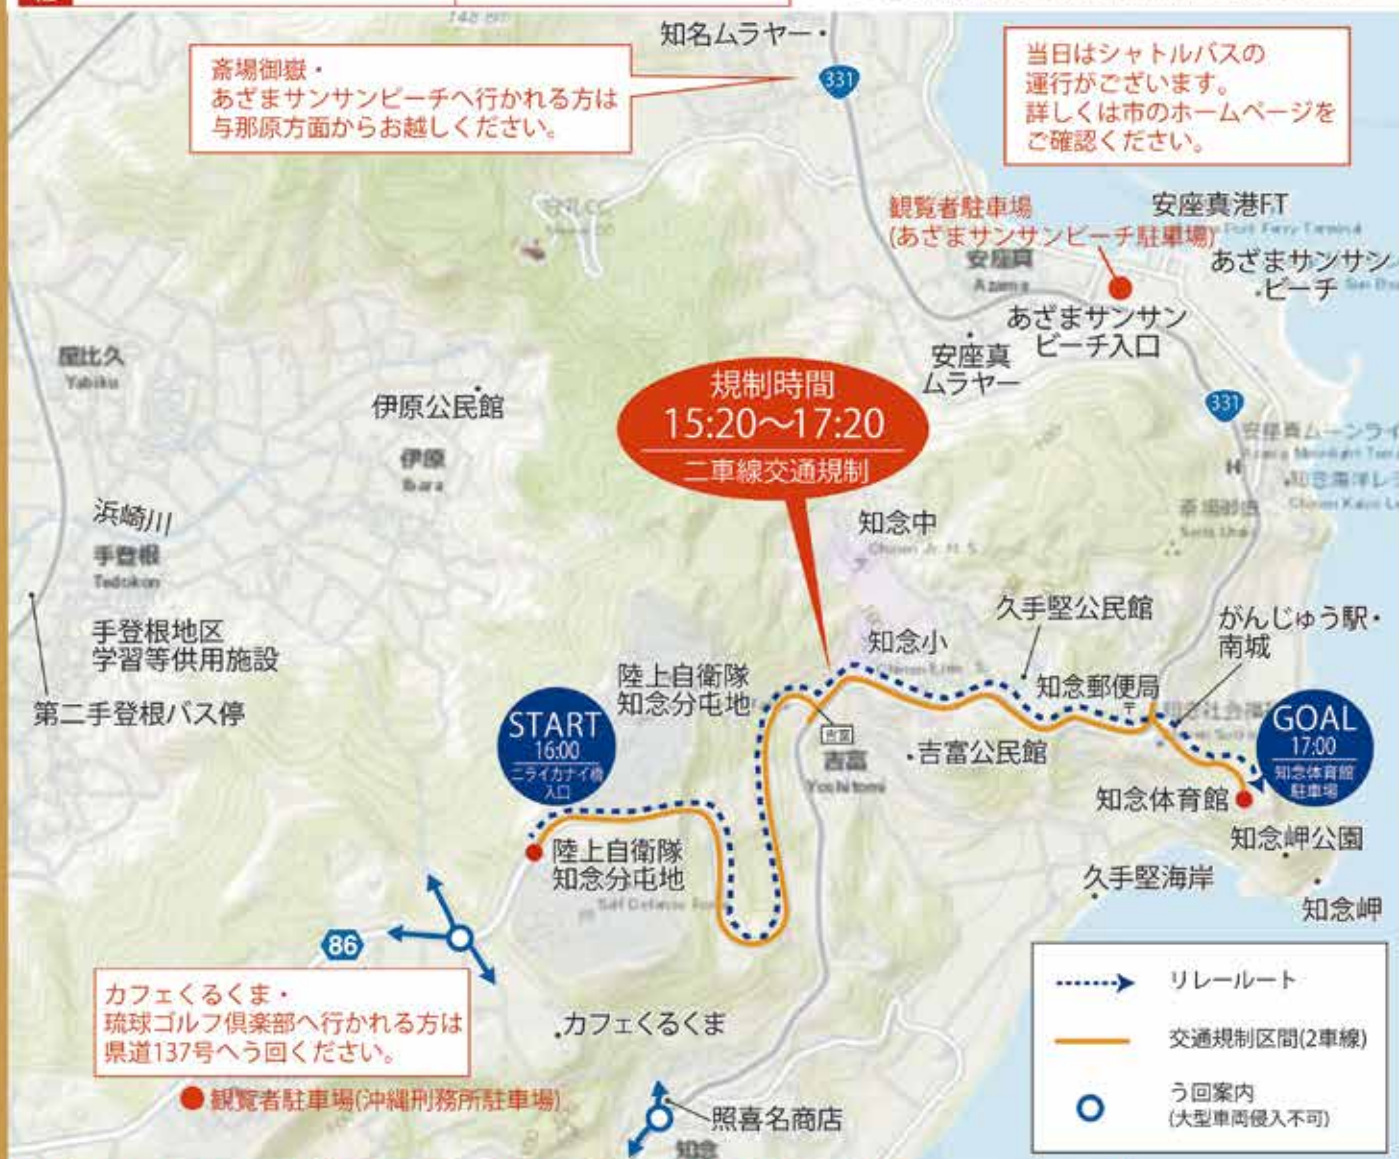 知名ムラヤー
331
斎場御嶽・
あざまサンサンビーチへ行かれる方は
与那原方面からお越しください。
当日はシャトルバスの
運行がございます。
詳しくは市のホームページを
ご確認ください。
観覧者駐車場
(あざまサンサンビーチ駐車場)
安座真港FT
安座真
Azama
あざまサンサン
ビーチ
あざまサンサン
ビーチ入口
安座真
ムラヤー
331
屋比久
Yabiku
伊原公民館
伊原
Ibara
規制時間
15:20〜17:20
二車線交通規制
浜崎川
手登根
Tedokon
手登根地区
学習等供用施設
第二手登根バス停
知念中
Chinen Jr. H. S.
知念小
久手堅公民館
がんじゅう駅・
南城
知念郵便局
〒
陸上自衛隊
知念分屯地
START
16:00
ニライカナイ橋
入口
吉富
吉富
Yoshitomi
吉富公民館
GOAL
17:00
知念体育館
駐車場
知念体育館
知念岬公園
知念岬
久手堅海岸
陸上自衛隊
知念分屯地
86
カフェくるくま・
琉球ゴルフ倶楽部へ行かれる方は
県道137号へう回ください。
カフェくるくま
観覧者駐車場(沖縄刑務所駐車場)
照喜名商店
知念
リレールート
交通規制区間(2車線)
う回案内
(大型車両侵入不可)